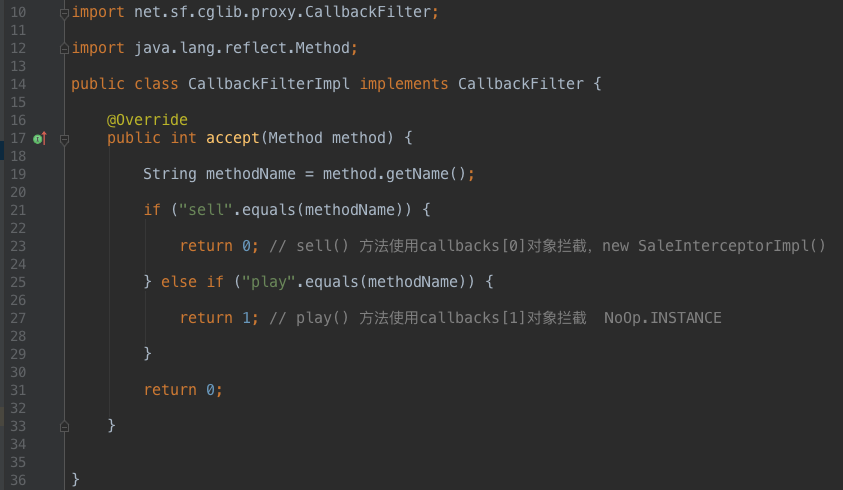 10 import net.sf.cglib.proxy.CallbackFilter;
11
12 import java.lang.reflect.Method;
13
14 public class CallbackFilterImpl implements CallbackFilter {
15
16 @Override
17 public int accept(Method method) {
18
19 String methodName = method.getName();
20
21 if ("sell".equals(methodName)) {
22
23 return 0; // sell() 方法使用callbacks[0]对象拦截，new SaleInterceptorImpl()
24
25 } else if ("play".equals(methodName)) {
26
27 return 1; // play() 方法使用callbacks[1]对象拦截 NoOp.INSTANCE
28
29 }
30
31 return 0;
32
33 }
34
35
36 }